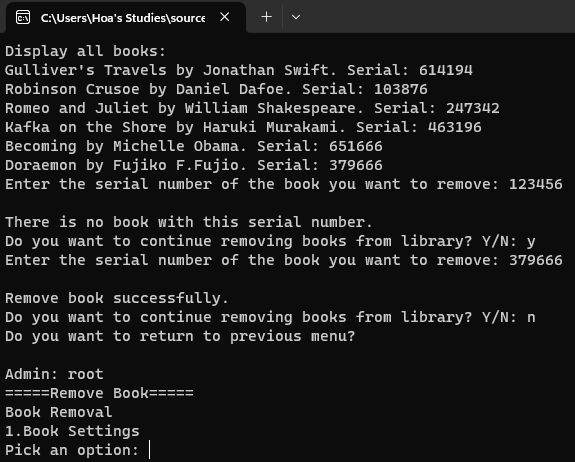 C:\Users\Hoa's Studies\source
Display all books:
Gulliver's Travels by Jonathan Swift. Serial: 614194
Robinson Crusoe by Daniel Dafoe. Serial: 103876
Romeo and Juliet by William Shakespeare. Serial: 247342
Kafka on the Shore by Haruki Murakami. Serial: 463196
Becoming by Michelle Obama. Serial: 651666
Doraemon by Fujiko F.Fujio. Serial: 379666
Enter the serial number of the book you want to remove: 123456
There is no book with this serial number.
Do you want to continue removing books from library? Y/N: y
Enter the serial number of the book you want to remove: 379666
Remove book successfully.
Do you want to continue removing books from library? Y/N: n
Do you want to return to previous menu?
Admin: root
=====Remove Book=====
Book Removal
1.Book Settings
Pick an option: